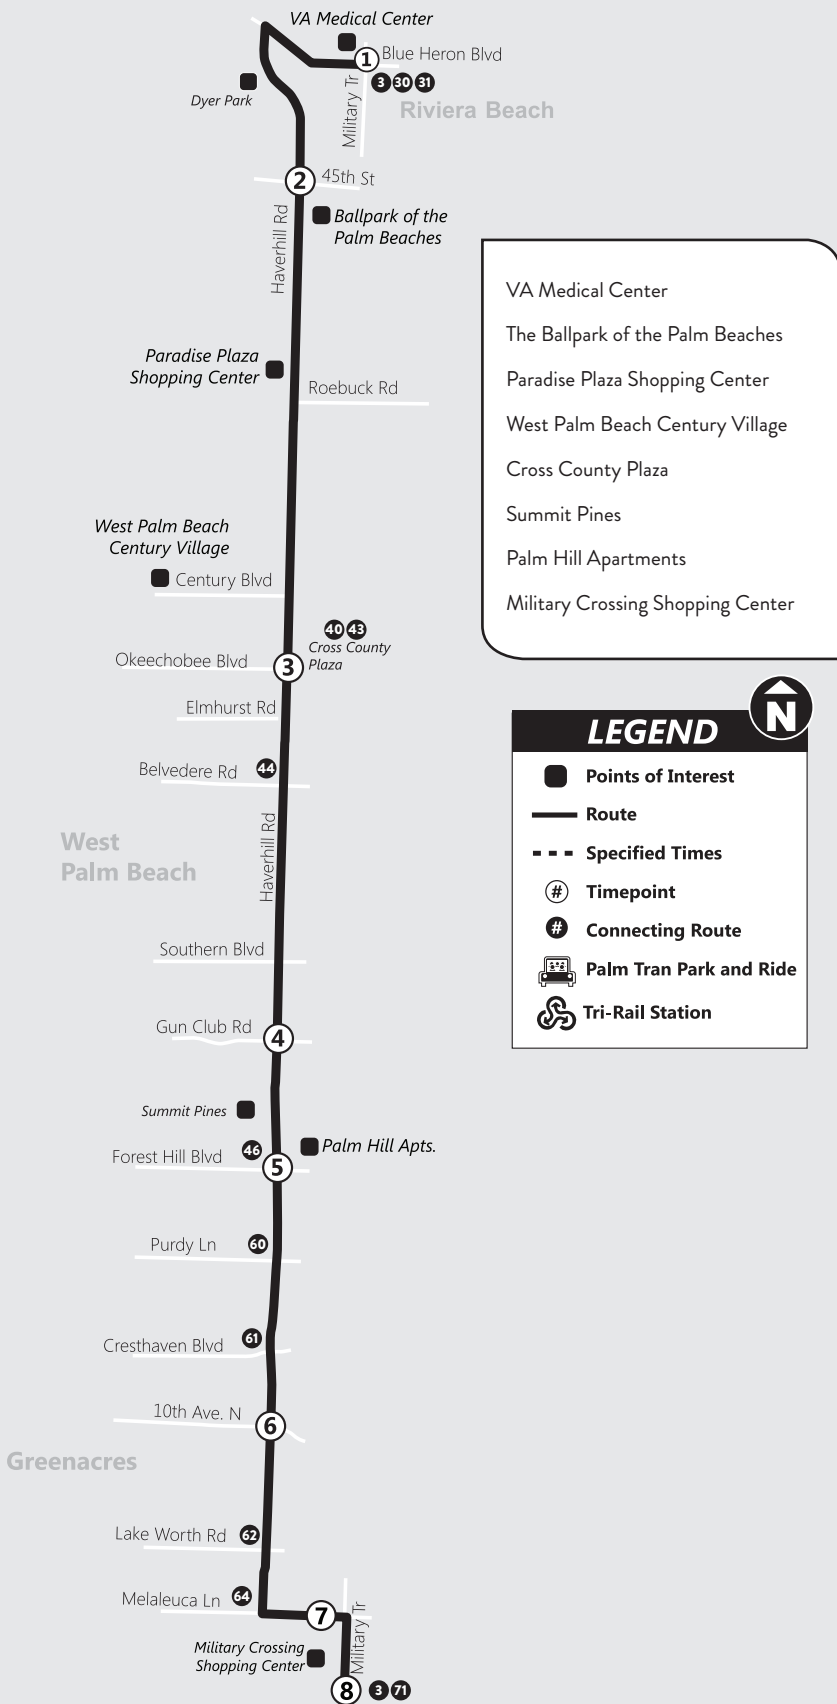 VA Medical Center
1
Blue Heron Blvd
3 30 31
Military Tr
Dyer Park
Riviera Beach
2
45th St
Haverhill Rd
Ballpark of the
Palm Beaches
Paradise Plaza
Shopping Center
Roebuck Rd
West Palm Beach
Century Village
Century Blvd
40 43
Cross County
Plaza
Okeechobee Blvd
3
Elmhurst Rd
Belvedere Rd
44
Haverhill Rd
West
Palm Beach
Southern Blvd
Gun Club Rd
4
Summit Pines
Palm Hill Apts.
Forest Hill Blvd
46
5
Purdy Ln
60
Cresthaven Blvd
61
10th Ave. N
6
Greenacres
Lake Worth Rd
62
Melaleuca Ln
64
7
Military Tr
Military Crossing
Shopping Center
8
3 71
VA Medical Center
The Ballpark of the Palm Beaches
Paradise Plaza Shopping Center
West Palm Beach Century Village
Cross County Plaza
Summit Pines
Palm Hill Apartments
Military Crossing Shopping Center
N
LEGEND
Points of Interest
Route
Specified Times
# Timepoint
# Connecting Route
Palm Tran Park and Ride
Tri-Rail Station